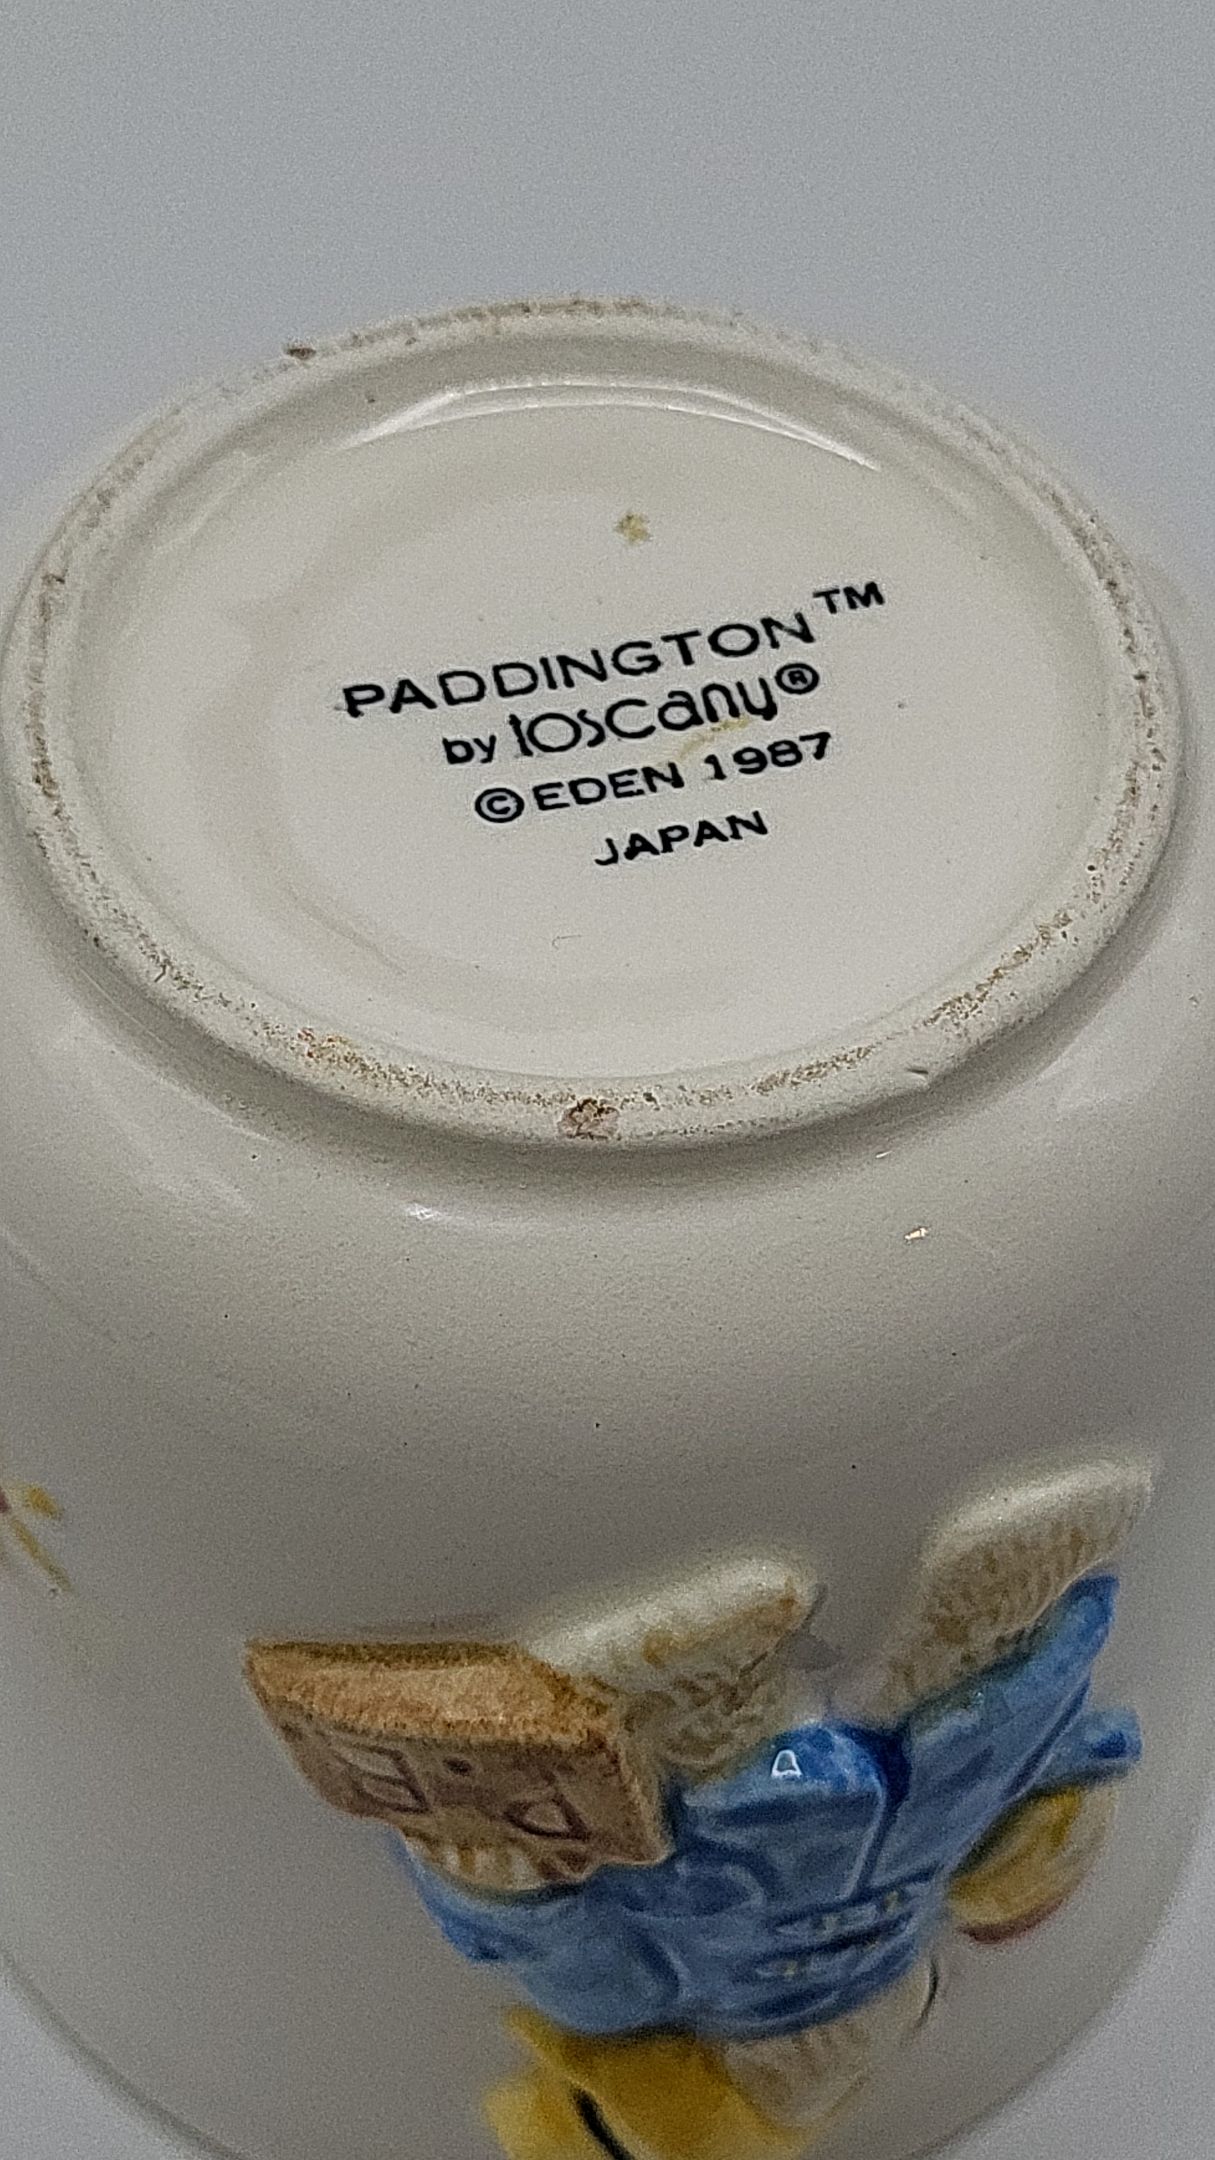 PADDINGTON™
by toscany®
©EDEN 1987
JAPAN